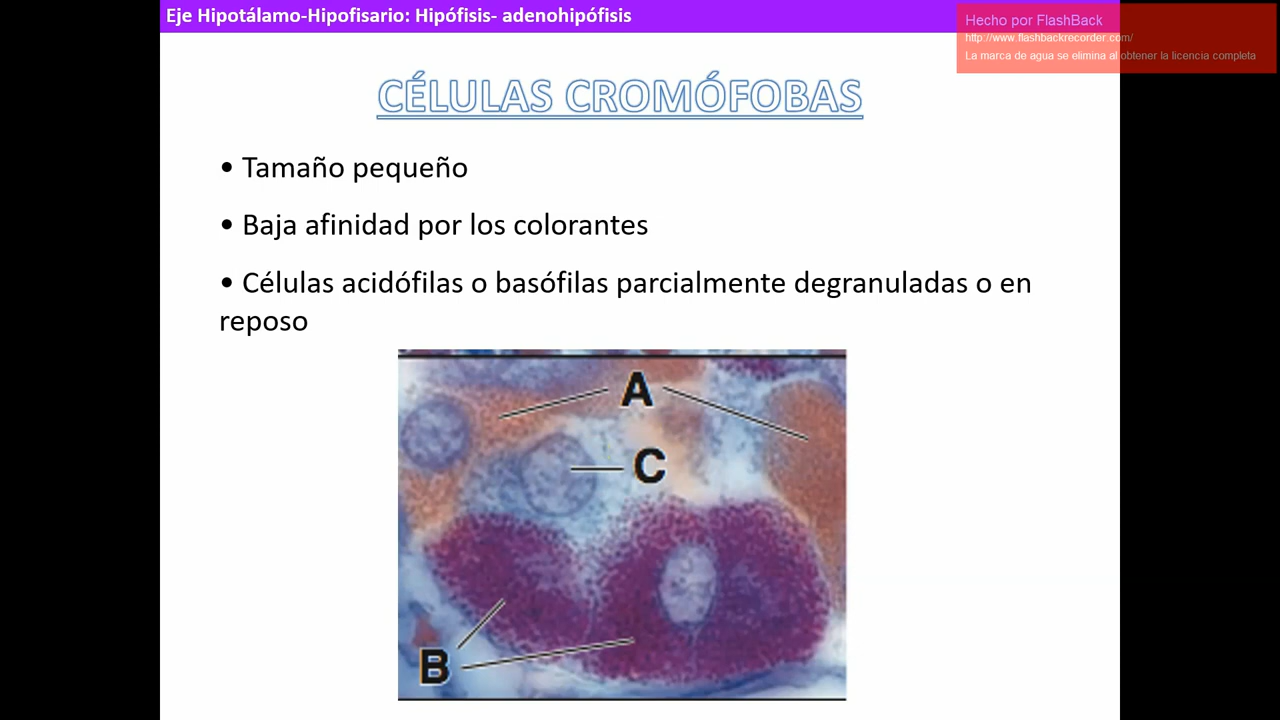 Eje Hipotálamo-Hipofisario: Hipófisis- adenohipófisis
Hecho por FlashBack
http://www.flashbackrecorder.com/
La marca de agua se elimina al obtener la licencia completa
CÉLULAS CROMÓFOBAS
• Tamaño pequeño
• Baja afinidad por los colorantes
• Células acidófilas o basófilas parcialmente degranuladas o en
reposo
A
C
B